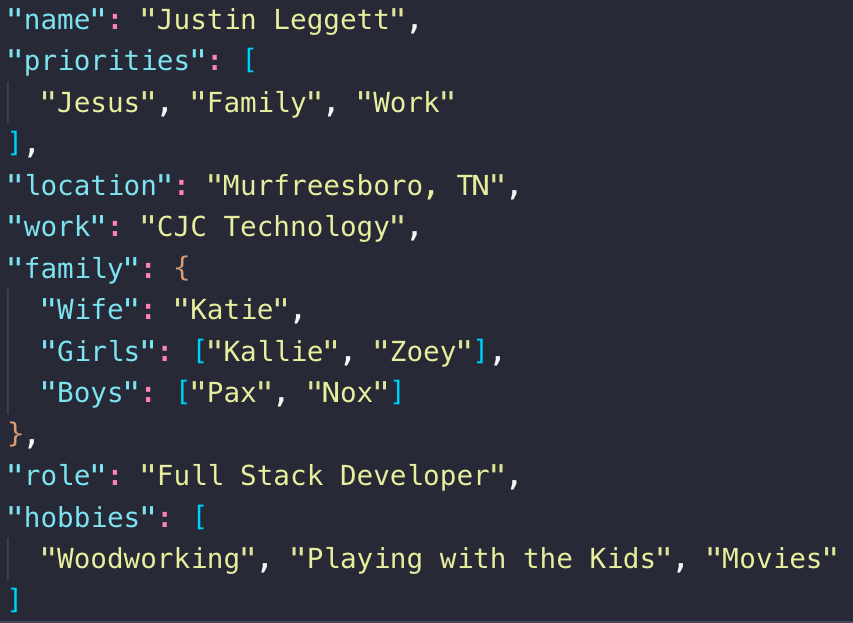 "name": "Justin Leggett",
"priorities": [
"Jesus", "Family", "Work"
],
"location": "Murfreesboro, TN",
"work": "CJC Technology",
"family": {
"Wife": "Katie",
"Girls": ["Kallie", "Zoey"],
"Boys": ["Pax", "Nox"]
},
"role": "Full Stack Developer",
"hobbies": [
"Woodworking", "Playing with the Kids", "Movies"
]